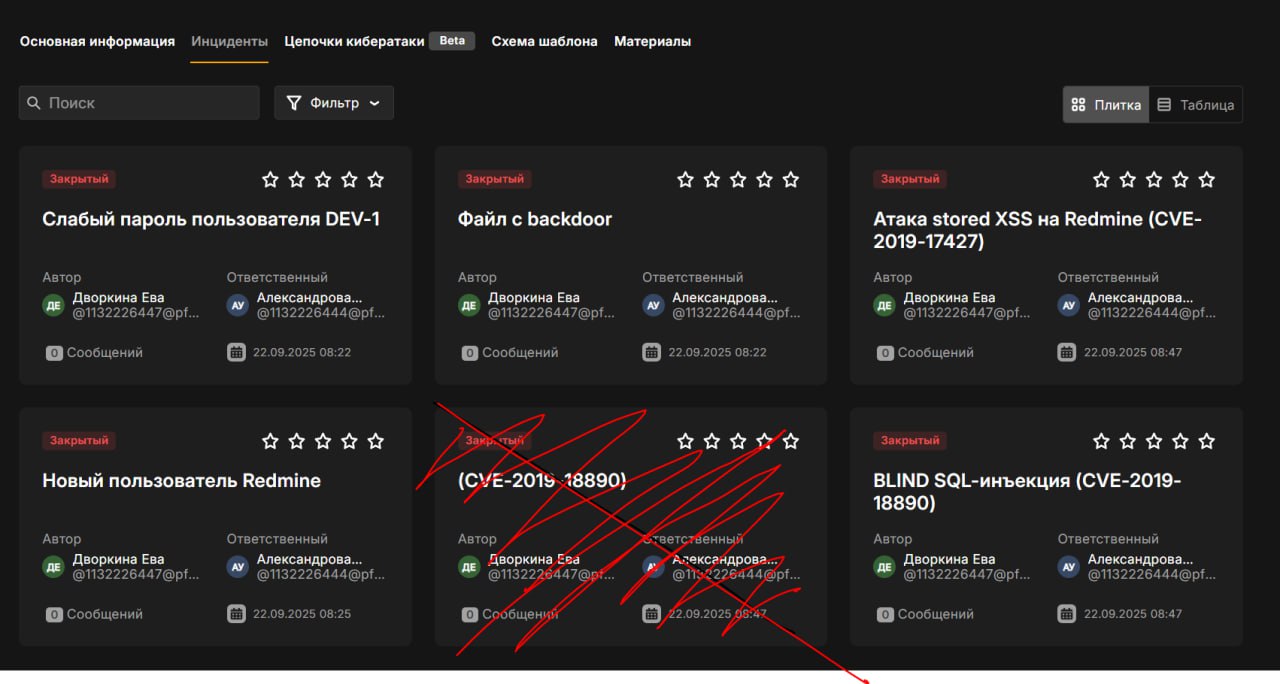 Основная информация Инциденты Цепочки кибератаки Beta Схема шаблона Материалы
Поиск Фильтр Плитка Таблица
Закрытый
Слабый пароль пользователя DEV-1
Автор Ответственный
ДЕ Дворкина Ева АУ Александрова...
@1132226447@pf... @1132226444@pf...
0 Сообщений 22.09.2025 08:22
Закрытый
Файл с backdoor
Автор Ответственный
ДЕ Дворкина Ева АУ Александрова...
@1132226447@pf... @1132226444@pf...
0 Сообщений 22.09.2025 08:22
Закрытый
Атака stored XSS на Redmine (CVE-
2019-17427)
Автор Ответственный
ДЕ Дворкина Ева АУ Александрова...
@1132226447@pf... @1132226444@pf...
0 Сообщений 22.09.2025 08:47
Закрытый
Новый пользователь Redmine
Автор Ответственный
ДЕ Дворкина Ева АУ Александрова...
@1132226447@pf... @1132226444@pf...
0 Сообщений 22.09.2025 08:25
Закрытый
(CVE-2019-18890)
Автор Ответственный
ДЕ Дворкина Ева АУ Александрова...
@1132226447@pf... @1132226444@pf...
0 Сообщений 22.09.2025 08:47
Закрытый
BLIND SQL-инъекция (CVE-2019-
18890)
Автор Ответственный
ДЕ Дворкина Ева АУ Александрова...
@1132226447@pf... @1132226444@pf...
0 Сообщений 22.09.2025 08:47